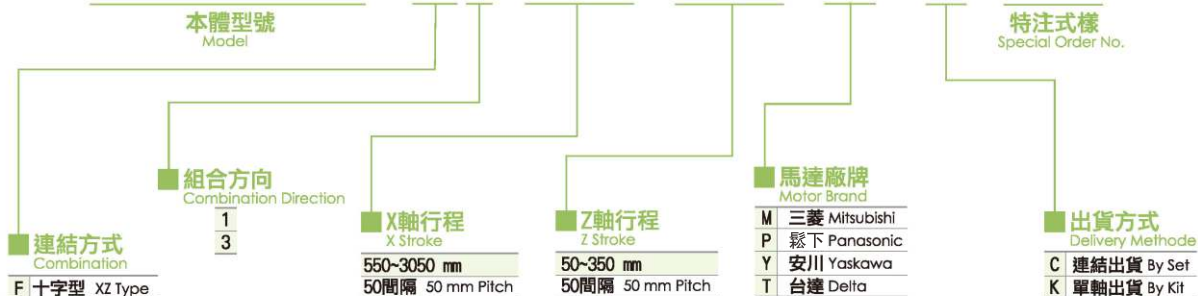 本體型號
Model
特注式樣
Special Order No.
組合方向
Combination Direction
1
3
連結方式
Combination
F 十字型 XZ Type
X軸行程
X Stroke
550~3050 mm
50間隔 50 mm Pitch
Z軸行程
Z Stroke
50~350 mm
50間隔 50 mm Pitch
馬達廠牌
Motor Brand
M 三菱 Mitsubishi
P 鬆下 Panasonic
Y 安川 Yaskawa
T 台達 Delta
出貨方式
Delivery Methode
C 連結出貨 By Set
K 單軸出貨 By Kit